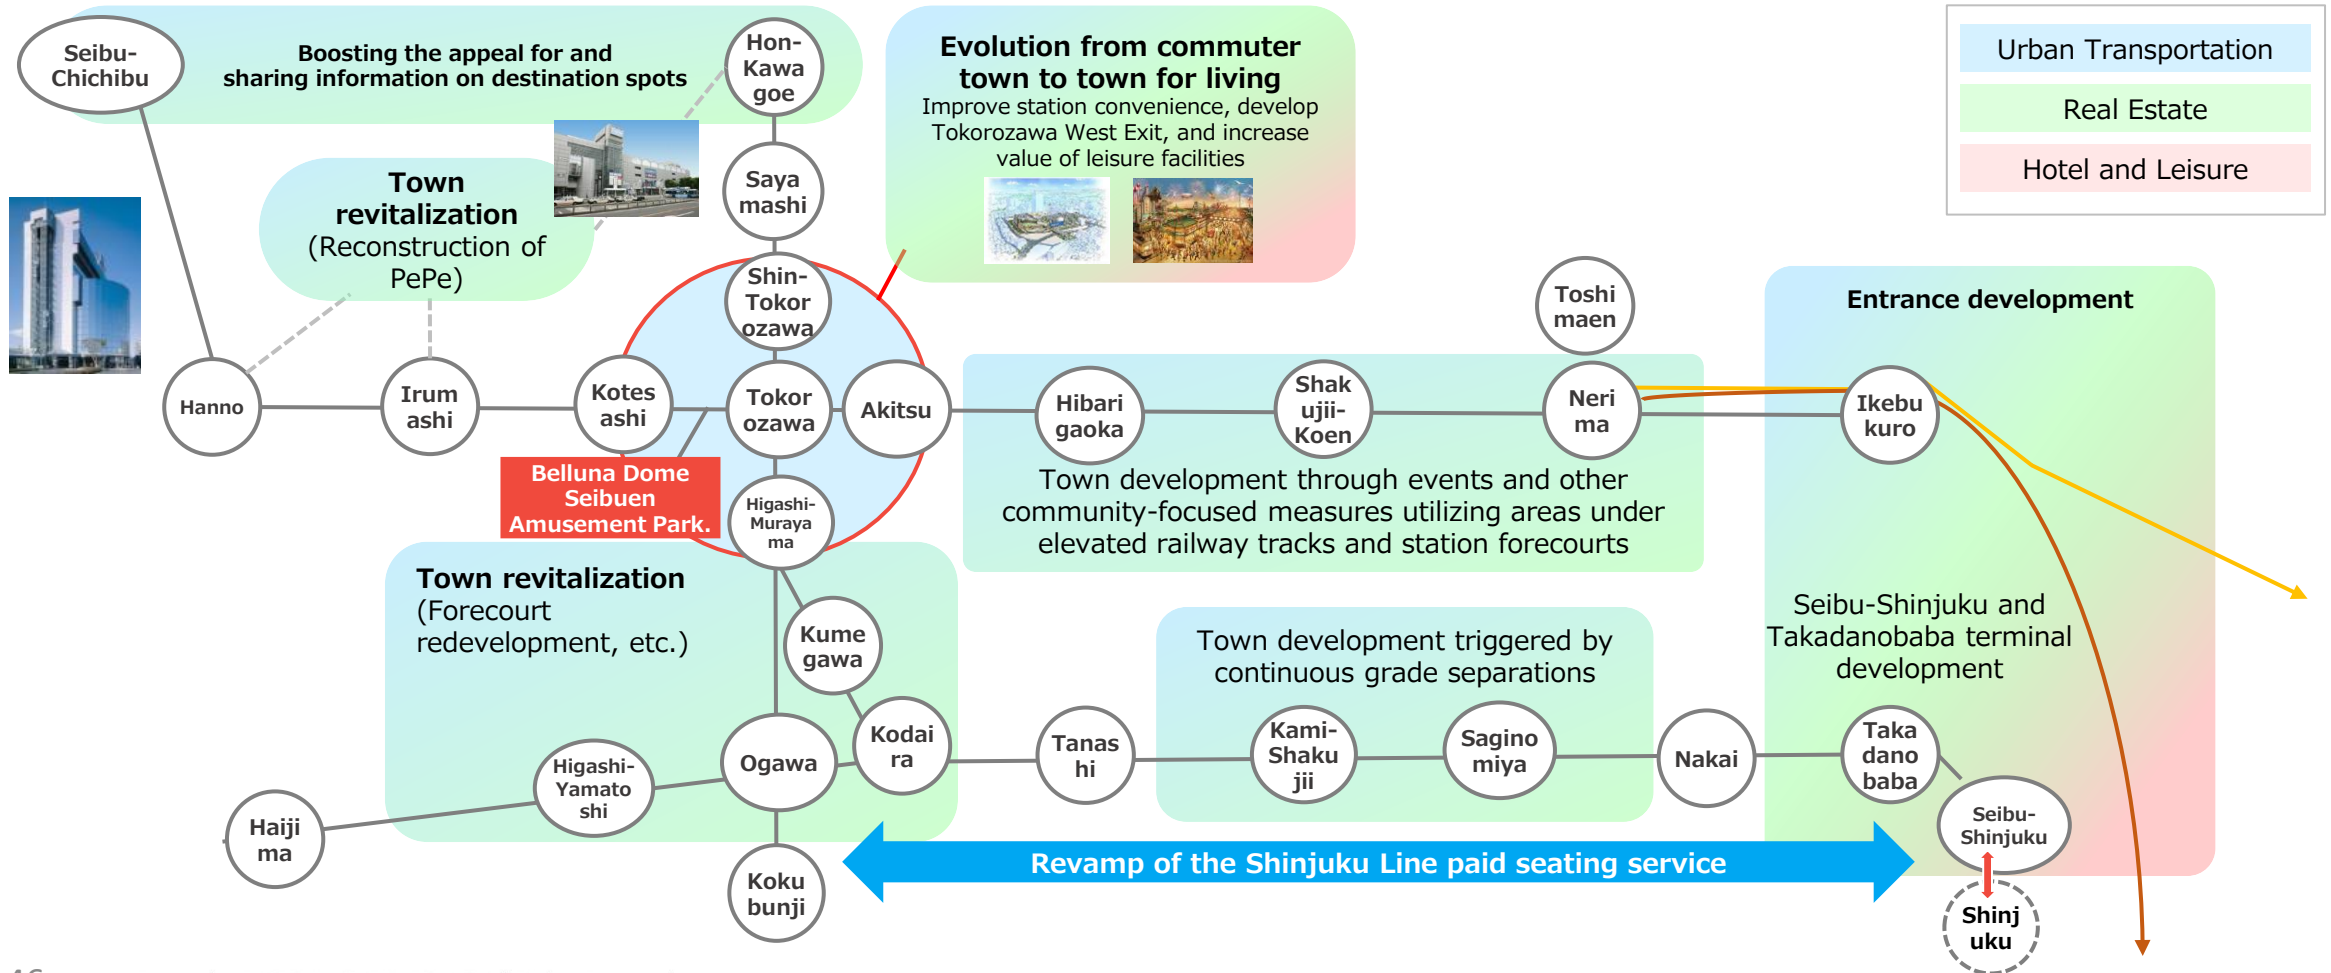 Seibu-
Chichibu
Boosting the appeal for and
sharing information on destination spots
Hon-
Kawa
goe
Evolution from commuter
town to town for living
Improve station convenience, develop
Tokorozawa West Exit, and increase
value of leisure facilities
Urban Transportation
Real Estate
Hotel and Leisure
Town
revitalization
(Reconstruction of
PePe)
Saya
mashi
Shin-
Tokor
ozawa
Toshi
maen
Entrance development
Hanno
Irum
ashi
Kotes
ashi
Tokor
ozawa
Akitsu
Hibari
gaoka
Shak
ujii-
Koen
Neri
ma
Ikebu
kuro
Belluna Dome
Seibuen
Amusement Park.
Higashi-
Muraya
ma
Town development through events and other
community-focused measures utilizing areas under
elevated railway tracks and station forecourts
Town revitalization
(Forecourt
redevelopment, etc.)
Kume
gawa
Town development triggered by
continuous grade separations
Seibu-Shinjuku and
Takadanobaba terminal
development
Haiji
ma
Higashi-
Yamato
shi
Ogawa
Kodai
ra
Tanas
hi
Kami-
Shaku
jii
Sagino
miya
Nakai
Taka
dano
baba
Seibu-
Shinjuku
Koku
bunji
Revamp of the Shinjuku Line paid seating service
Shinj
uku